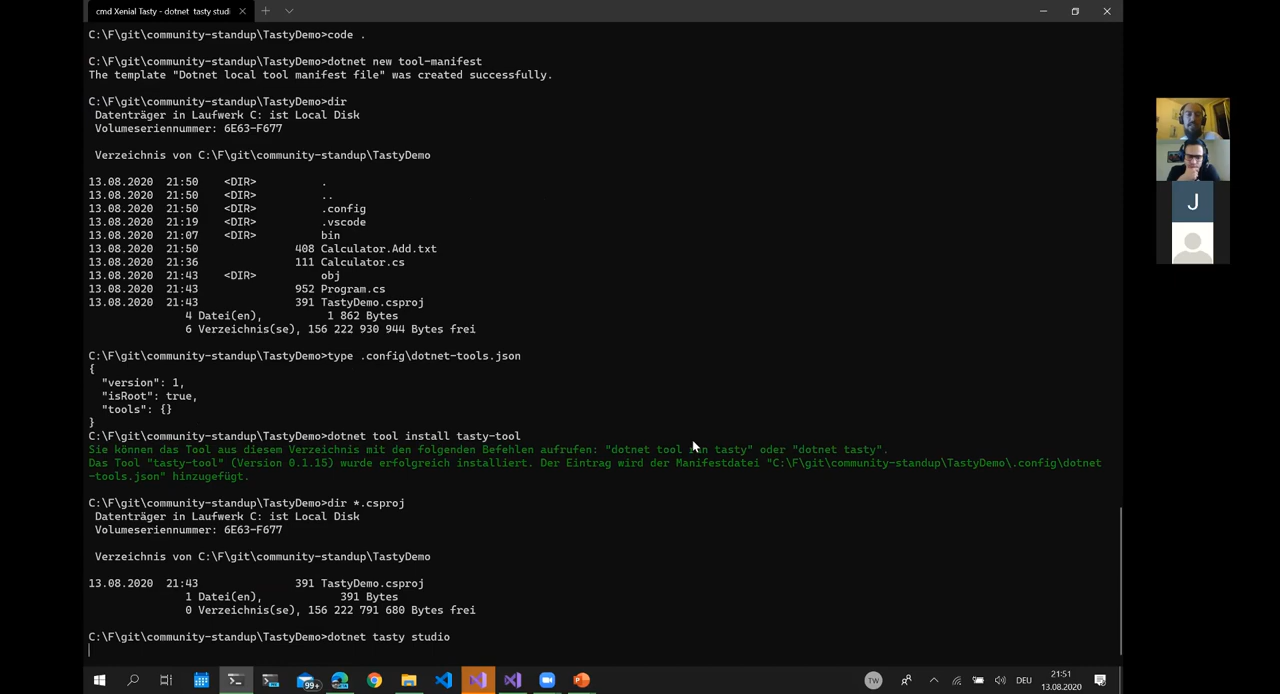 cmd Xenial Tasty - dotnet tasty studi
C:\F\git\community-standup\TastyDemo>code .
C:\F\git\community-standup\TastyDemo>dotnet new tool-manifest
The template "Dotnet local tool manifest file" was created successfully.
C:\F\git\community-standup\TastyDemo>dir
Datenträger in Laufwerk C: ist Local Disk
Volumeseriennummer: 6E63-F677
Verzeichnis von C:\F\git\community-standup\TastyDemo
13.08.2020 21:50 <DIR> .
13.08.2020 21:50 <DIR> ..
13.08.2020 21:50 <DIR> .config
13.08.2020 21:19 <DIR> .vscode
13.08.2020 21:07 <DIR> bin
13.08.2020 21:50 408 Calculator.Add.txt
13.08.2020 21:36 111 Calculator.cs
13.08.2020 21:43 <DIR> obj
13.08.2020 21:43 952 Program.cs
13.08.2020 21:43 391 TastyDemo.csproj
4 Datei(en), 1 862 Bytes
6 Verzeichnis(se), 156 222 930 944 Bytes frei
C:\F\git\community-standup\TastyDemo>type .config\dotnet-tools.json
{
"version": 1,
"isRoot": true,
"tools": {}
}
C:\F\git\community-standup\TastyDemo>dotnet tool install tasty-tool
Sie können das Tool aus diesem Verzeichnis mit den folgenden Befehlen aufrufen: "dotnet tool run tasty" oder "dotnet tasty".
Das Tool "tasty-tool" (Version 0.1.15) wurde erfolgreich installiert. Der Eintrag wird der Manifestdatei "C:\F\git\community-standup\TastyDemo\.config\dotnet
-tools.json" hinzugefügt.
C:\F\git\community-standup\TastyDemo>dir *.csproj
Datenträger in Laufwerk C: ist Local Disk
Volumeseriennummer: 6E63-F677
Verzeichnis von C:\F\git\community-standup\TastyDemo
13.08.2020 21:43 391 TastyDemo.csproj
1 Datei(en), 391 Bytes
0 Verzeichnis(se), 156 222 791 680 Bytes frei
C:\F\git\community-standup\TastyDemo>dotnet tasty studio
J
99+
TW
DEU
21:51
13.08.2020